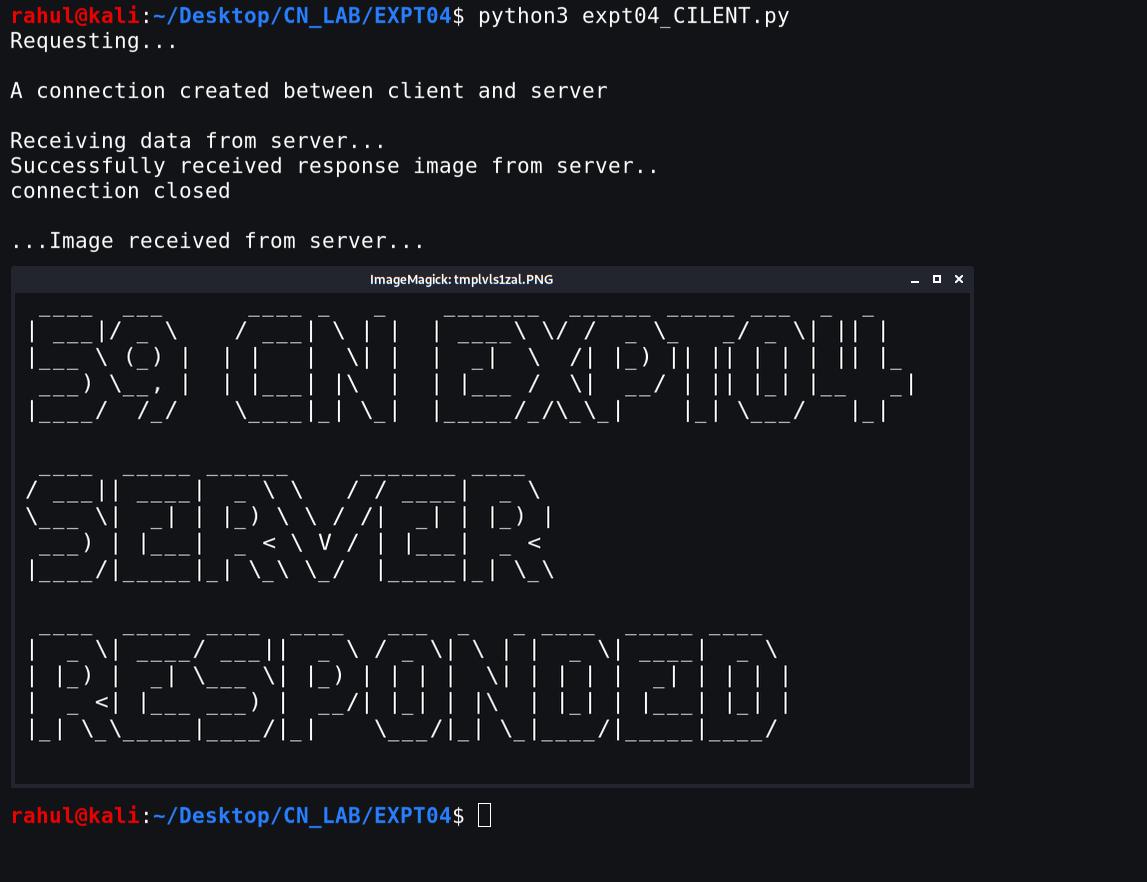 rahul@kali:~/Desktop/CN_LAB/EXPT04$ python3 expt04_CILENT.py
Requesting...
A connection created between client and server
Receiving data from server...
Successfully received response image from server..
connection closed
...Image received from server...
ImageMagick: tmplvls1zal.PNG
59 CN EXPT04
SERVER
RESPONDED
rahul@kali:~/Desktop/CN_LAB/EXPT04$